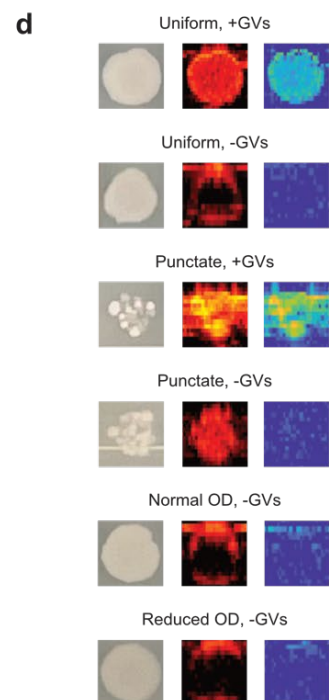 d
Uniform, +GVs
Uniform, -GVs
Punctate, +GVs
Punctate, -GVs
Normal OD, -GVs
Reduced OD, -GVs